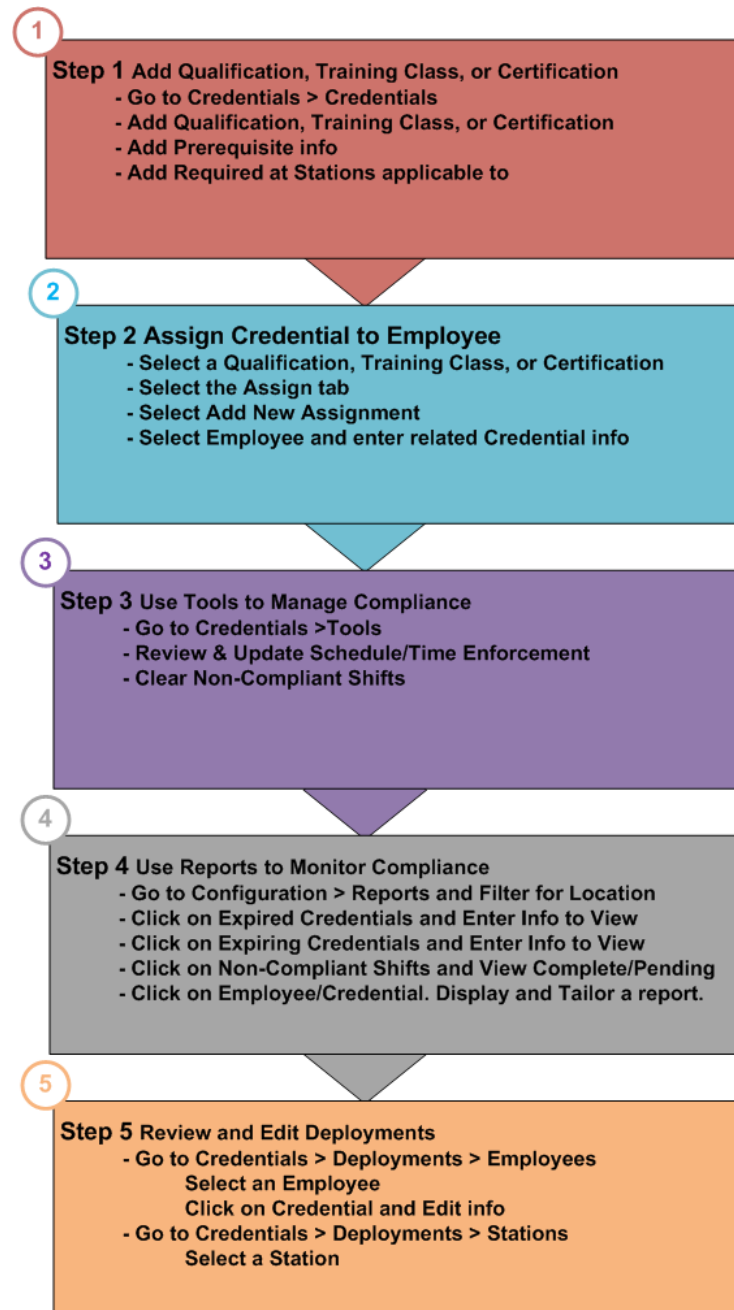 1
Step 1 Add Qualification, Training Class, or Certification
- Go to Credentials > Credentials
- Add Qualification, Training Class, or Certification
- Add Prerequisite info
- Add Required at Stations applicable to
2
Step 2 Assign Credential to Employee
- Select a Qualification, Training Class, or Certification
- Select the Assign tab
- Select Add New Assignment
- Select Employee and enter related Credential info
3
Step 3 Use Tools to Manage Compliance
- Go to Credentials >Tools
- Review & Update Schedule/Time Enforcement
- Clear Non-Compliant Shifts
4
Step 4 Use Reports to Monitor Compliance
- Go to Configuration > Reports and Filter for Location
- Click on Expired Credentials and Enter Info to View
- Click on Expiring Credentials and Enter Info to View
- Click on Non-Compliant Shifts and View Complete/Pending
- Click on Employee/Credential. Display and Tailor a report.
5
Step 5 Review and Edit Deployments
- Go to Credentials > Deployments > Employees
Select an Employee
Click on Credential and Edit info
- Go to Credentials > Deployments > Stations
Select a Station